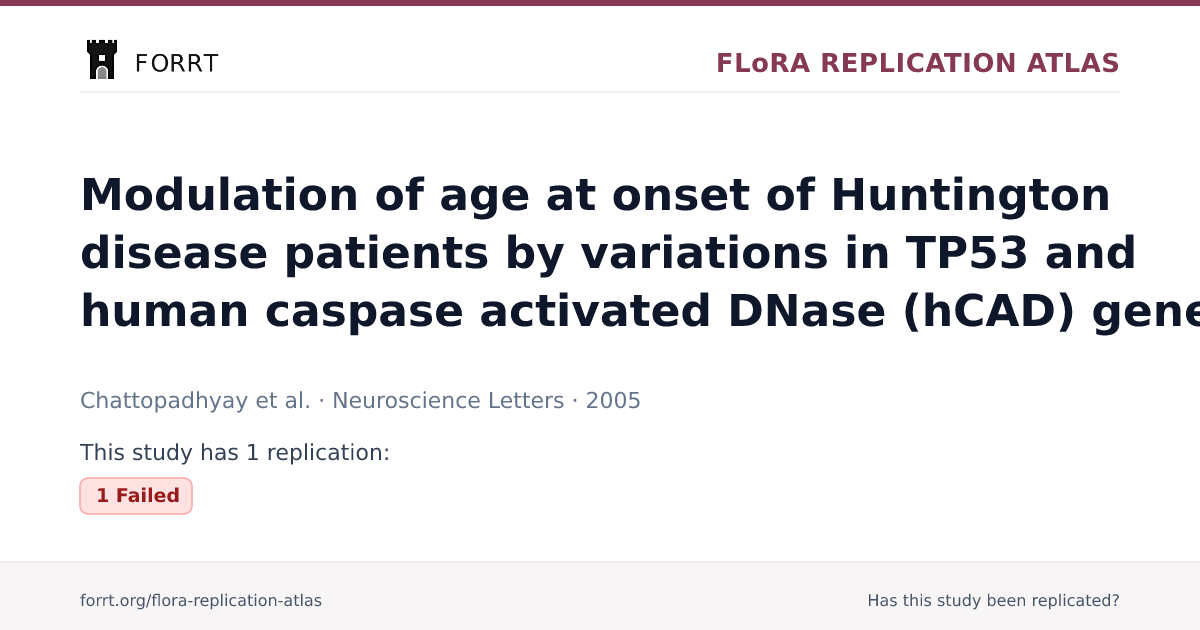 FORRT
FLoRA REPLICATION ATLAS
Modulation of age at onset of Huntington
disease patients by variations in TP53 and
human caspase activated DNase (hCAD) gene
Chattopadhyay et al. · Neuroscience Letters · 2005
This study has 1 replication:
1 Failed
forrt.org/flora-replication-atlas
Has this study been replicated?